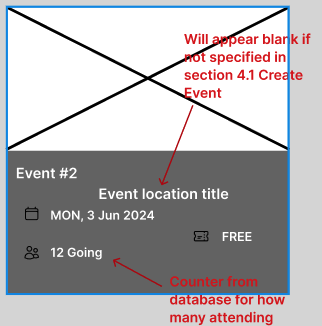 Will appear blank if
not specified in
section 4.1 Create
Event
Event #2
Event location title
MON, 3 Jun 2024
FREE
12 Going
Counter from
database for how
many attending